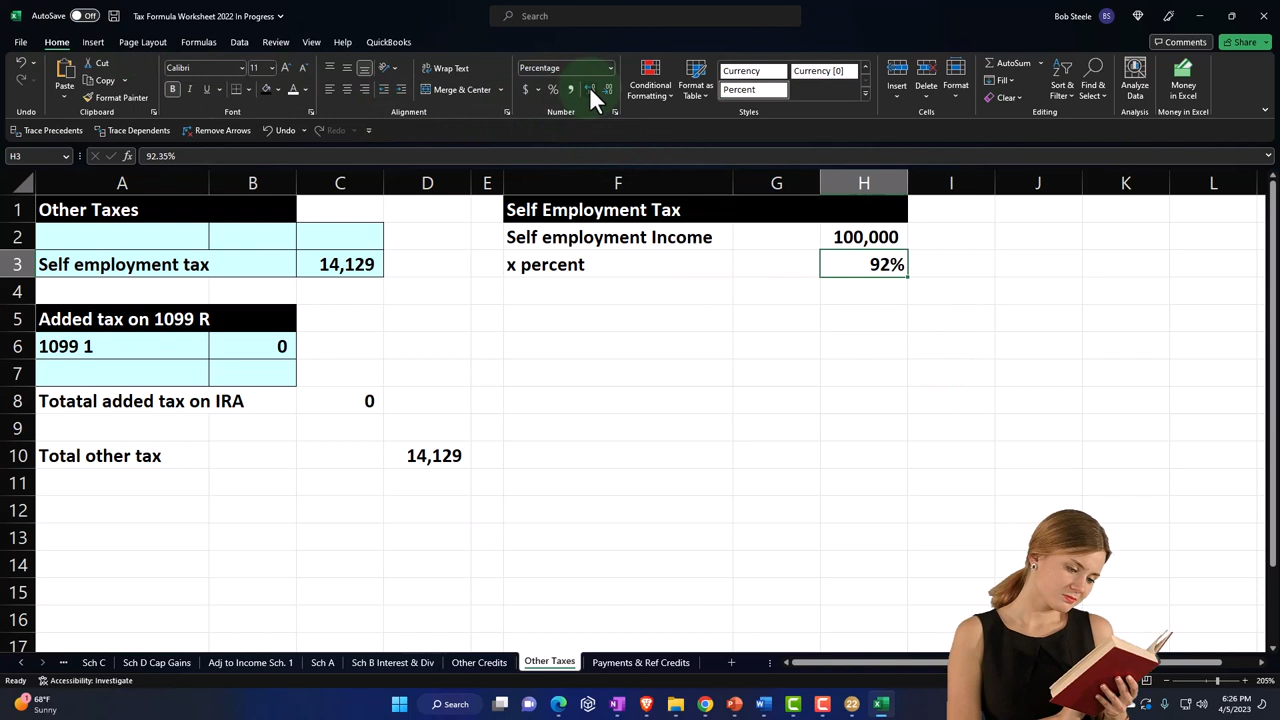 AutoSave Off Tax Formula Worksheet 2022 In Progress Search Bob Steele BS
File Home Insert Page Layout Formulas Data Review View Help QuickBooks Comments Share
Cut Calibri 11 Wrap Text Percentage Currency Currency [0] AutoSum
Paste Copy Conditional Format as Percent Insert Delete Format Fill Sort & Find & Analyze Money
Format Painter B I U Merge & Center $ % Formatting Table Clear Filter Select Data in Excel
Undo Clipboard Font Alignment Number Styles Cells Editing Analysis Money in Excel
Trace Precedents Trace Dependents Remove Arrows Undo Redo
H3 fx 92.35%
A B C D E F G H I J K L
1 Other Taxes Self Employment Tax
2 Self employment Income 100,000
3 Self employment tax 14,129 x percent 92%
4
5 Added tax on 1099 R
6 1099 1 0
7
8 Totatal added tax on IRA 0
9
10 Total other tax 14,129
11
12
13
14
15
16
17
Sch C Sch D Cap Gains Adj to Income Sch. 1 Sch A Sch B Interest & Div Other Credits Other Taxes Payments & Ref Credits
Ready Accessibility: Investigate 205%
68°F Search 22 6:26 PM
Sunny 4/5/2023